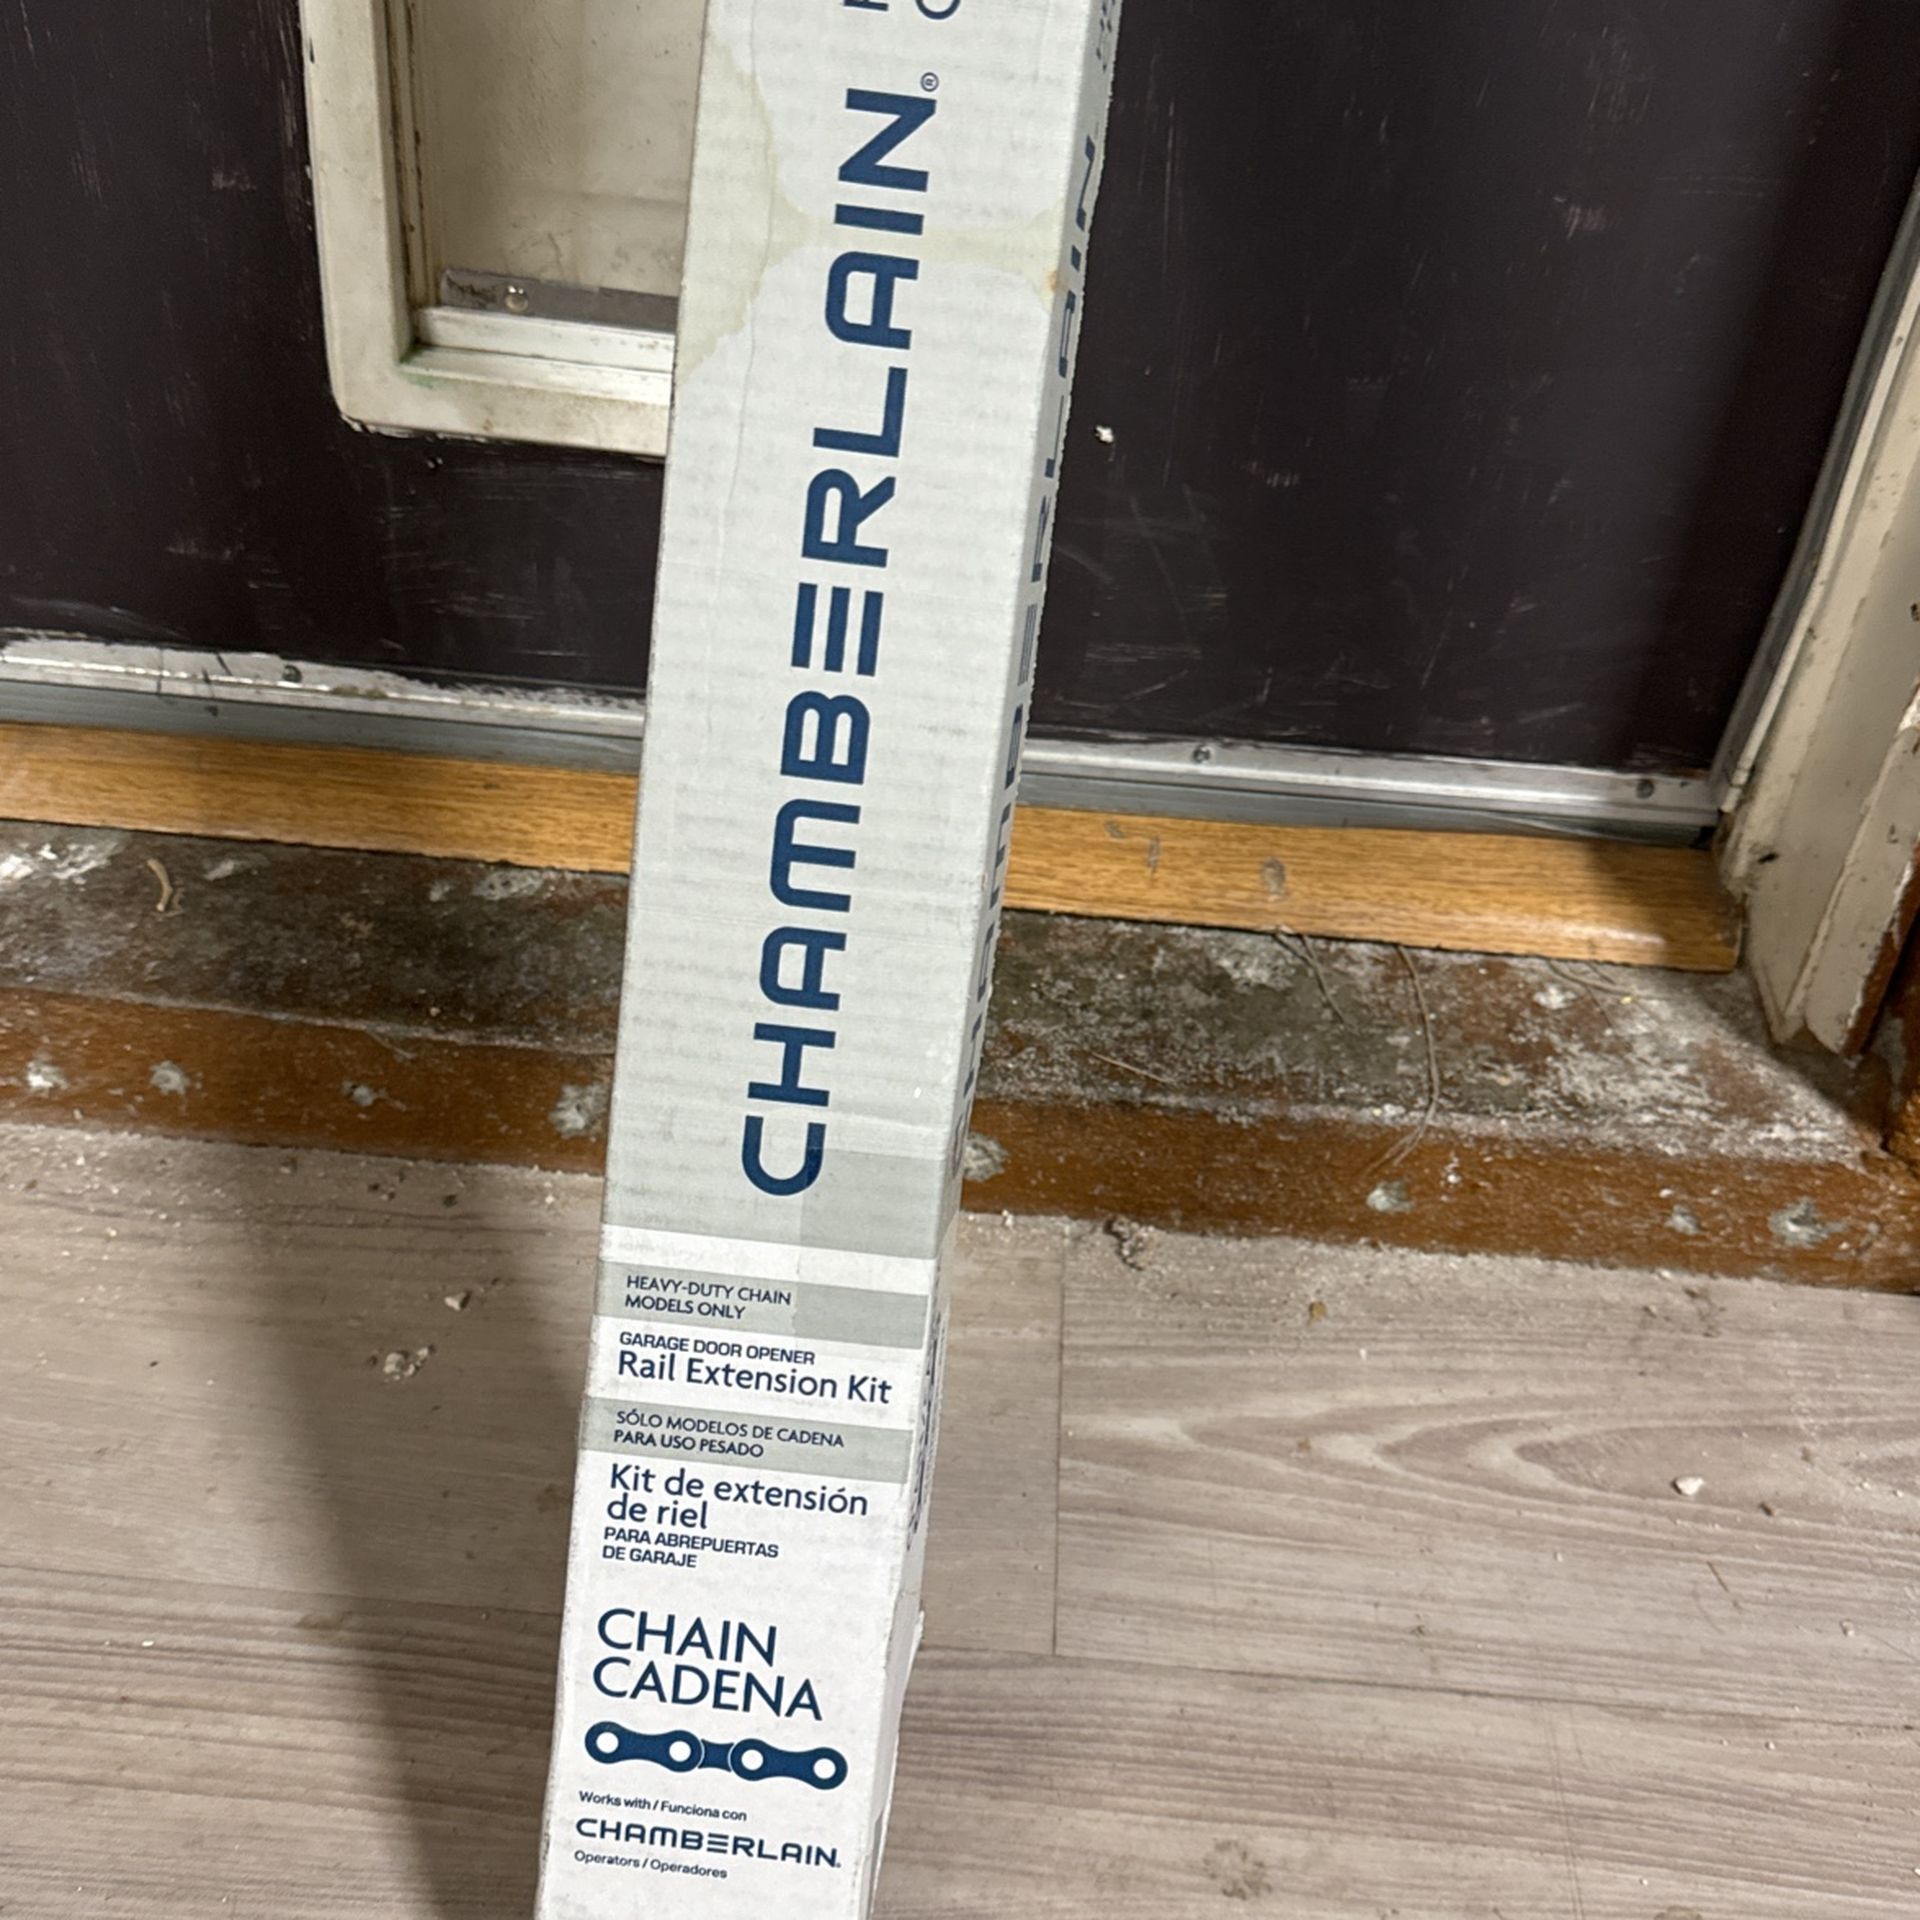 CHAMBERLAIN®
HEAVY-DUTY CHAIN
MODELS ONLY
GARAGE DOOR OPENER
Rail Extension Kit
SÓLO MODELOS DE CADENA
PARA USO PESADO
Kit de extensión
de riel
PARA ABREPUERTAS
DE GARAJE
CHAIN
CADENA
Works with / Funciona con
CHAMBERLAIN.
Operators / Operadores
CHAMBERLAIN